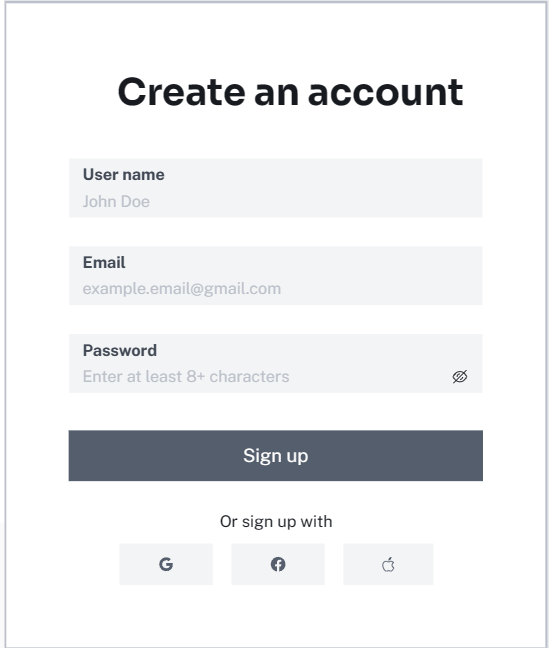 Create an account
User name
John Doe
Email
example.email@gmail.com
Password
Enter at least 8+ characters
Sign up
Or sign up with